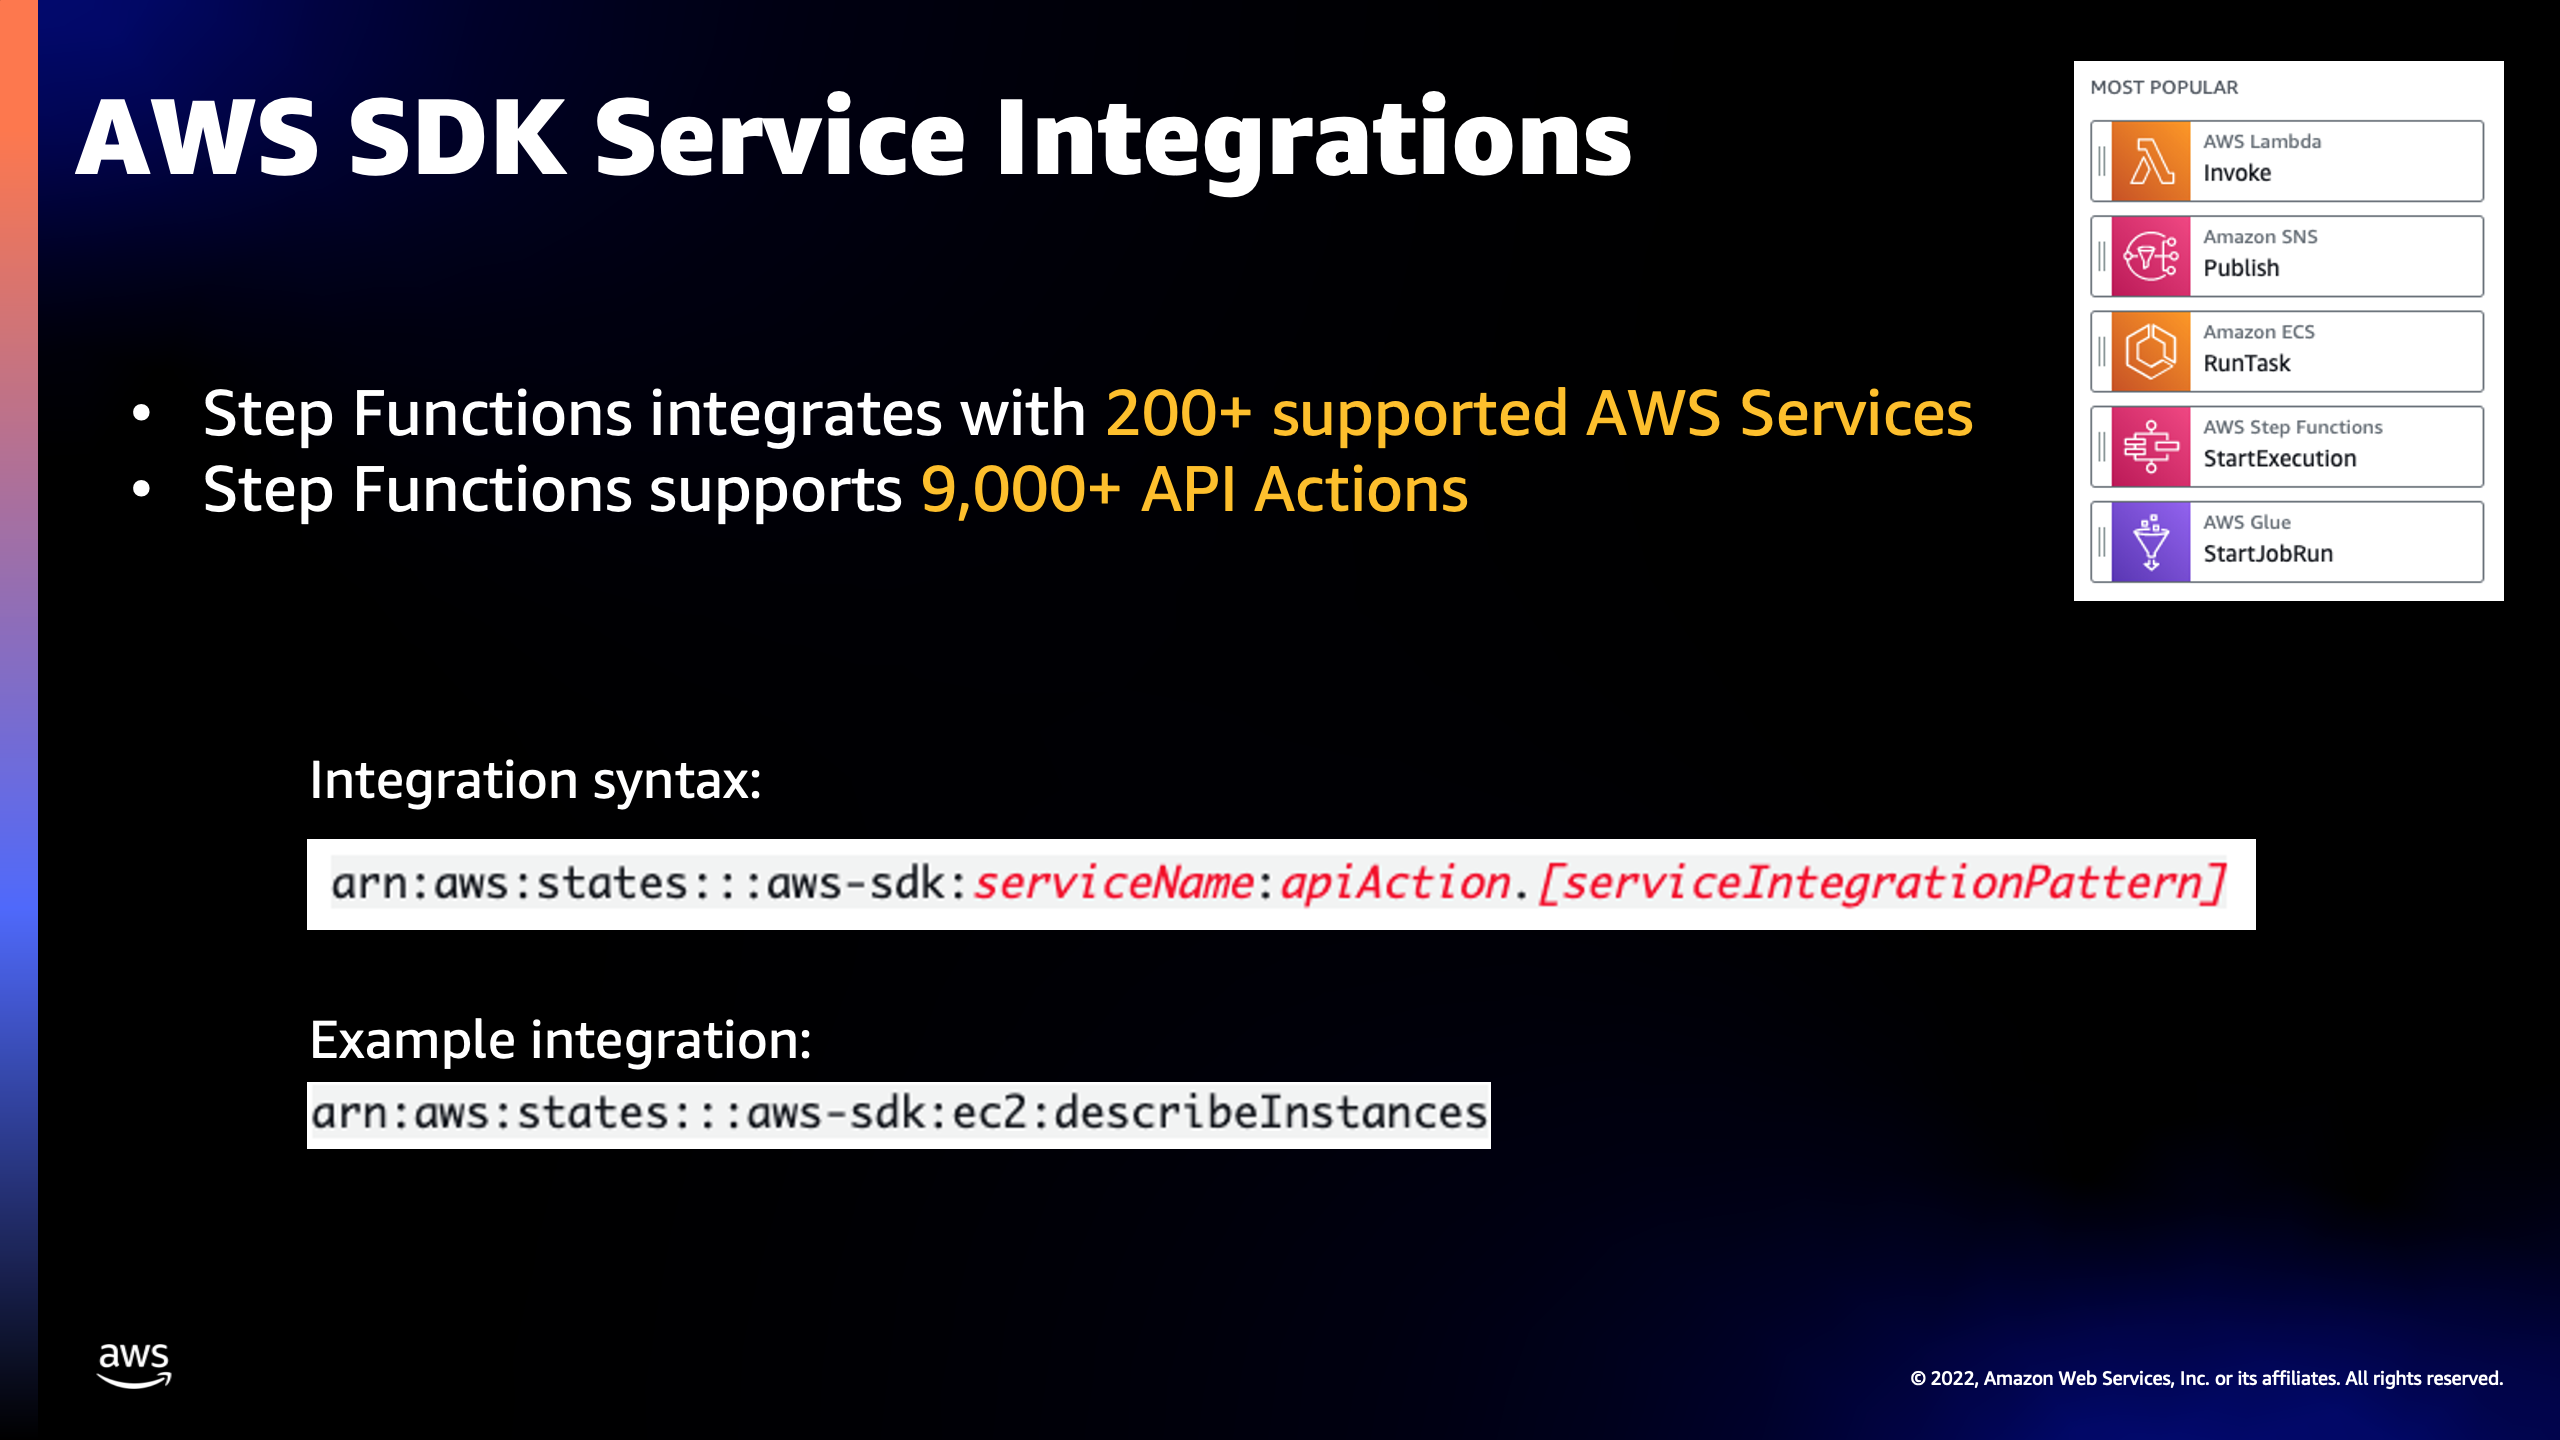 AWS SDK Service Integrations
MOST POPULAR
AWS Lambda
Invoke
Amazon SNS
Publish
Amazon ECS
RunTask
AWS Step Functions
StartExecution
AWS Glue
StartJobRun
• Step Functions integrates with 200+ supported AWS Services
• Step Functions supports 9,000+ API Actions
Integration syntax:
arn:aws:states:::aws-sdk:serviceName:apiAction.[serviceIntegrationPattern]
Example integration:
arn:aws:states:::aws-sdk:ec2:describeInstances
aws
© 2022, Amazon Web Services, Inc. or its affiliates. All rights reserved.